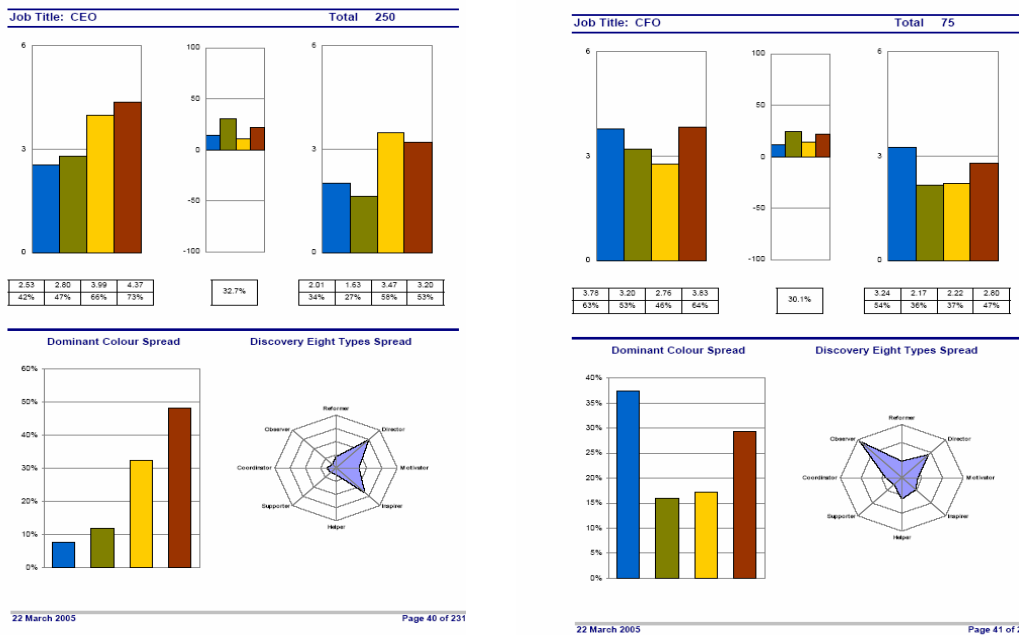 Job Title: CEO Total 250
6 100 6
50
3 0 3
-50
0 -100 0
2.53 2.80 3.99 4.37
42% 47% 66% 73%
32.7%
2.01 1.63 3.47 3.20
34% 27% 58% 53%
Dominant Colour Spread Discovery Eight Types Spread
60%
50%
40%
30%
20%
10%
0%
Reformer
Observer Director
Coordinator Motivator
Supporter Inspirer
Helper
22 March 2005 Page 40 of 231
Job Title: CFO Total 75
6 100 6
50
3 0 3
-50
0 -100 0
3.78 3.20 2.76 3.83
63% 53% 46% 64%
30.1%
3.24 2.17 2.22 2.80
54% 36% 37% 47%
Dominant Colour Spread Discovery Eight Types Spread
40%
35%
30%
25%
20%
15%
10%
5%
0%
Reformer
Observer Director
Coordinator Motivator
Supporter Inspirer
Helper
22 March 2005 Page 41 of 2